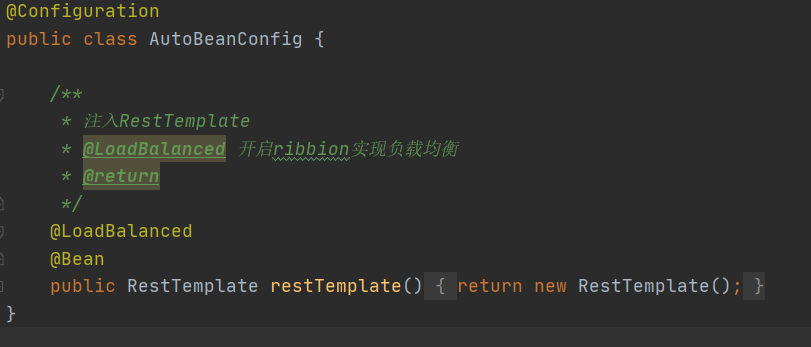 @Configuration
public class AutoBeanConfig {
/**
* 注入RestTemplate
* @LoadBalanced 开启ribbion实现负载均衡
* @return
*/
@LoadBalanced
@Bean
public RestTemplate restTemplate() { return new RestTemplate(); }
}